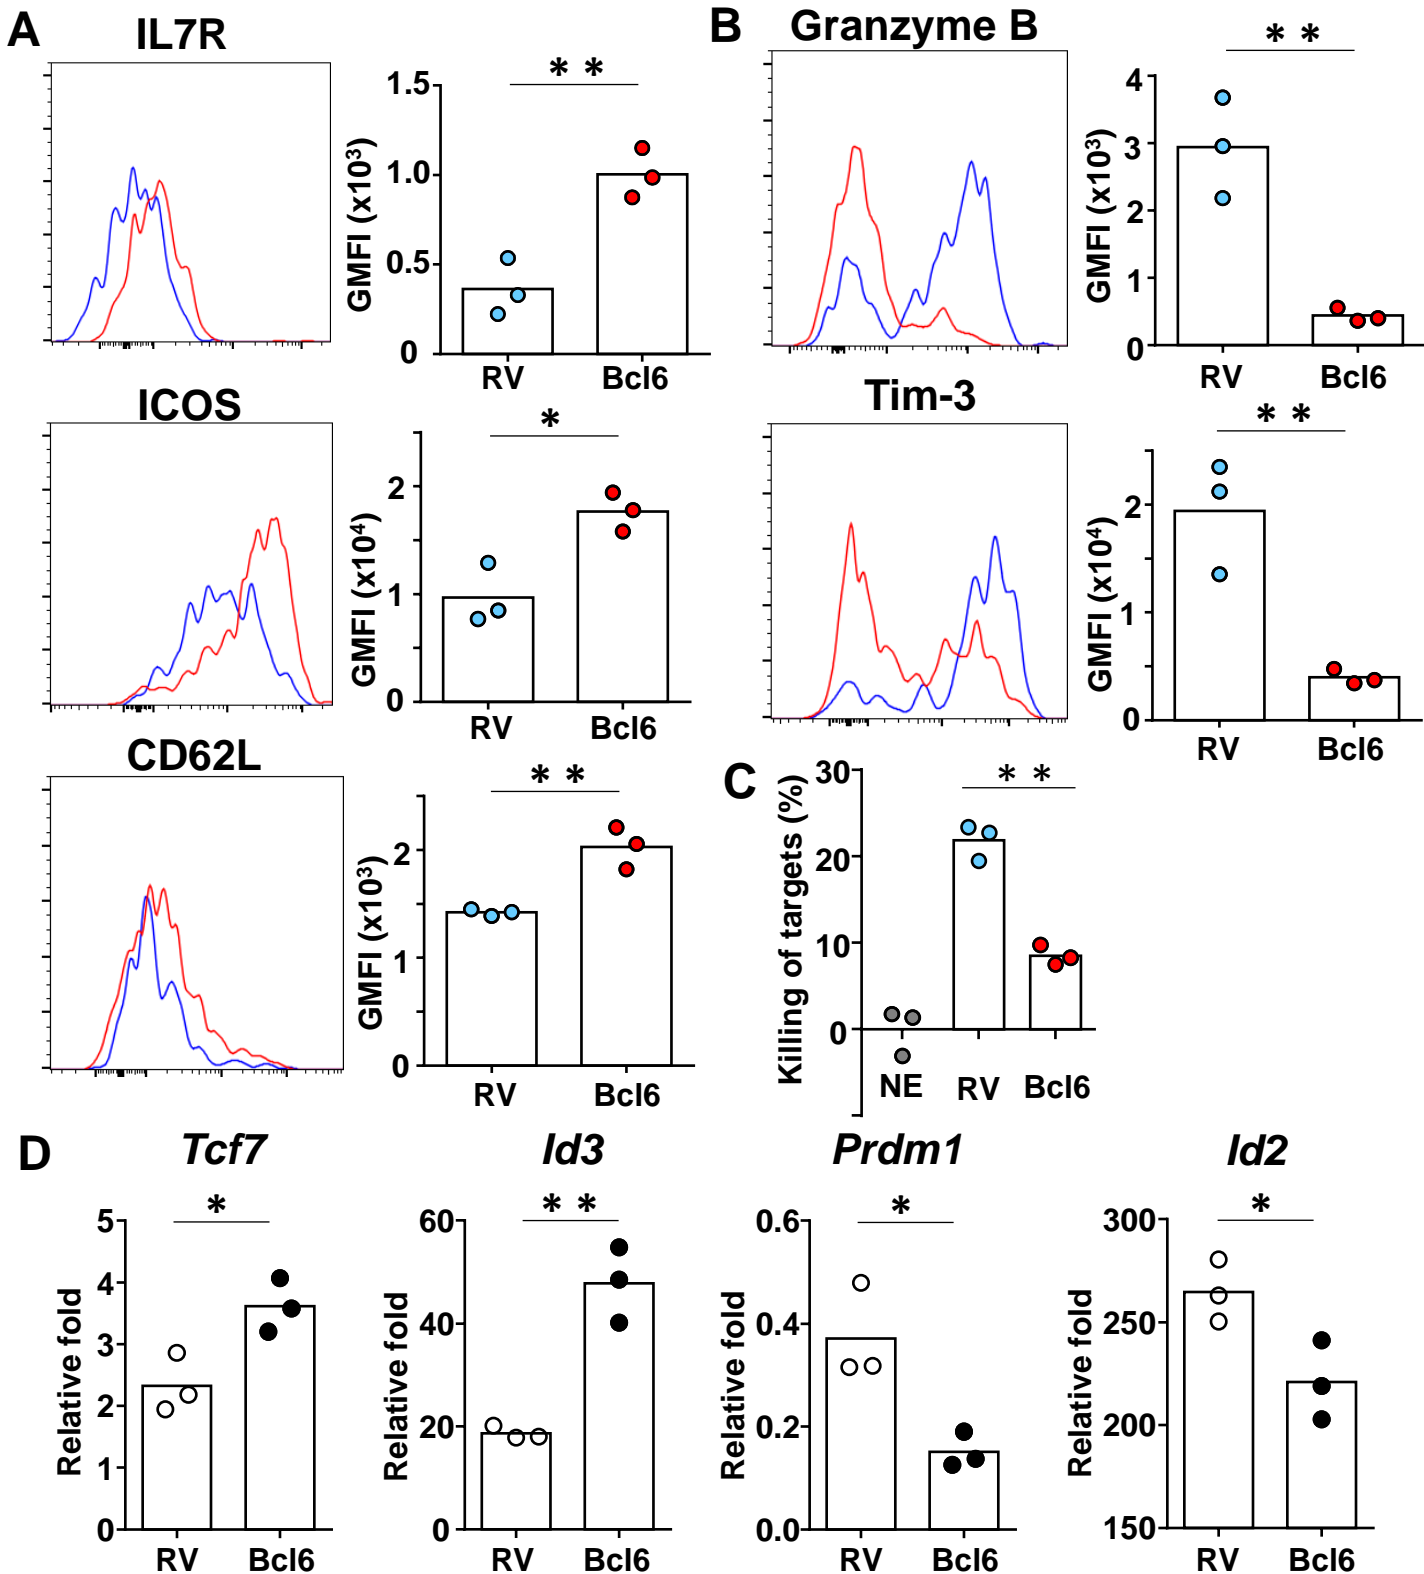 A
IL7R
* *
GMFI (x10³)
1.5
1.0
0.5
0
RV
Bcl6
ICOS
*
GMFI (x10⁴)
2
1
0
RV
Bcl6
CD62L
* *
GMFI (x10³)
2
1
0
RV
Bcl6
B
Granzyme B
* *
GMFI (x10³)
4
3
2
1
0
RV
Bcl6
Tim-3
* *
GMFI (x10⁴)
2
1
0
RV
Bcl6
C
* *
Killing of targets (%)
30
20
10
0
NE
RV
Bcl6
D
Tcf7
*
Relative fold
5
4
3
2
1
0
RV
Bcl6
Id3
* *
Relative fold
60
40
20
0
RV
Bcl6
Prdm1
*
Relative fold
0.6
0.4
0.2
0.0
RV
Bcl6
Id2
*
Relative fold
300
250
200
150
RV
Bcl6